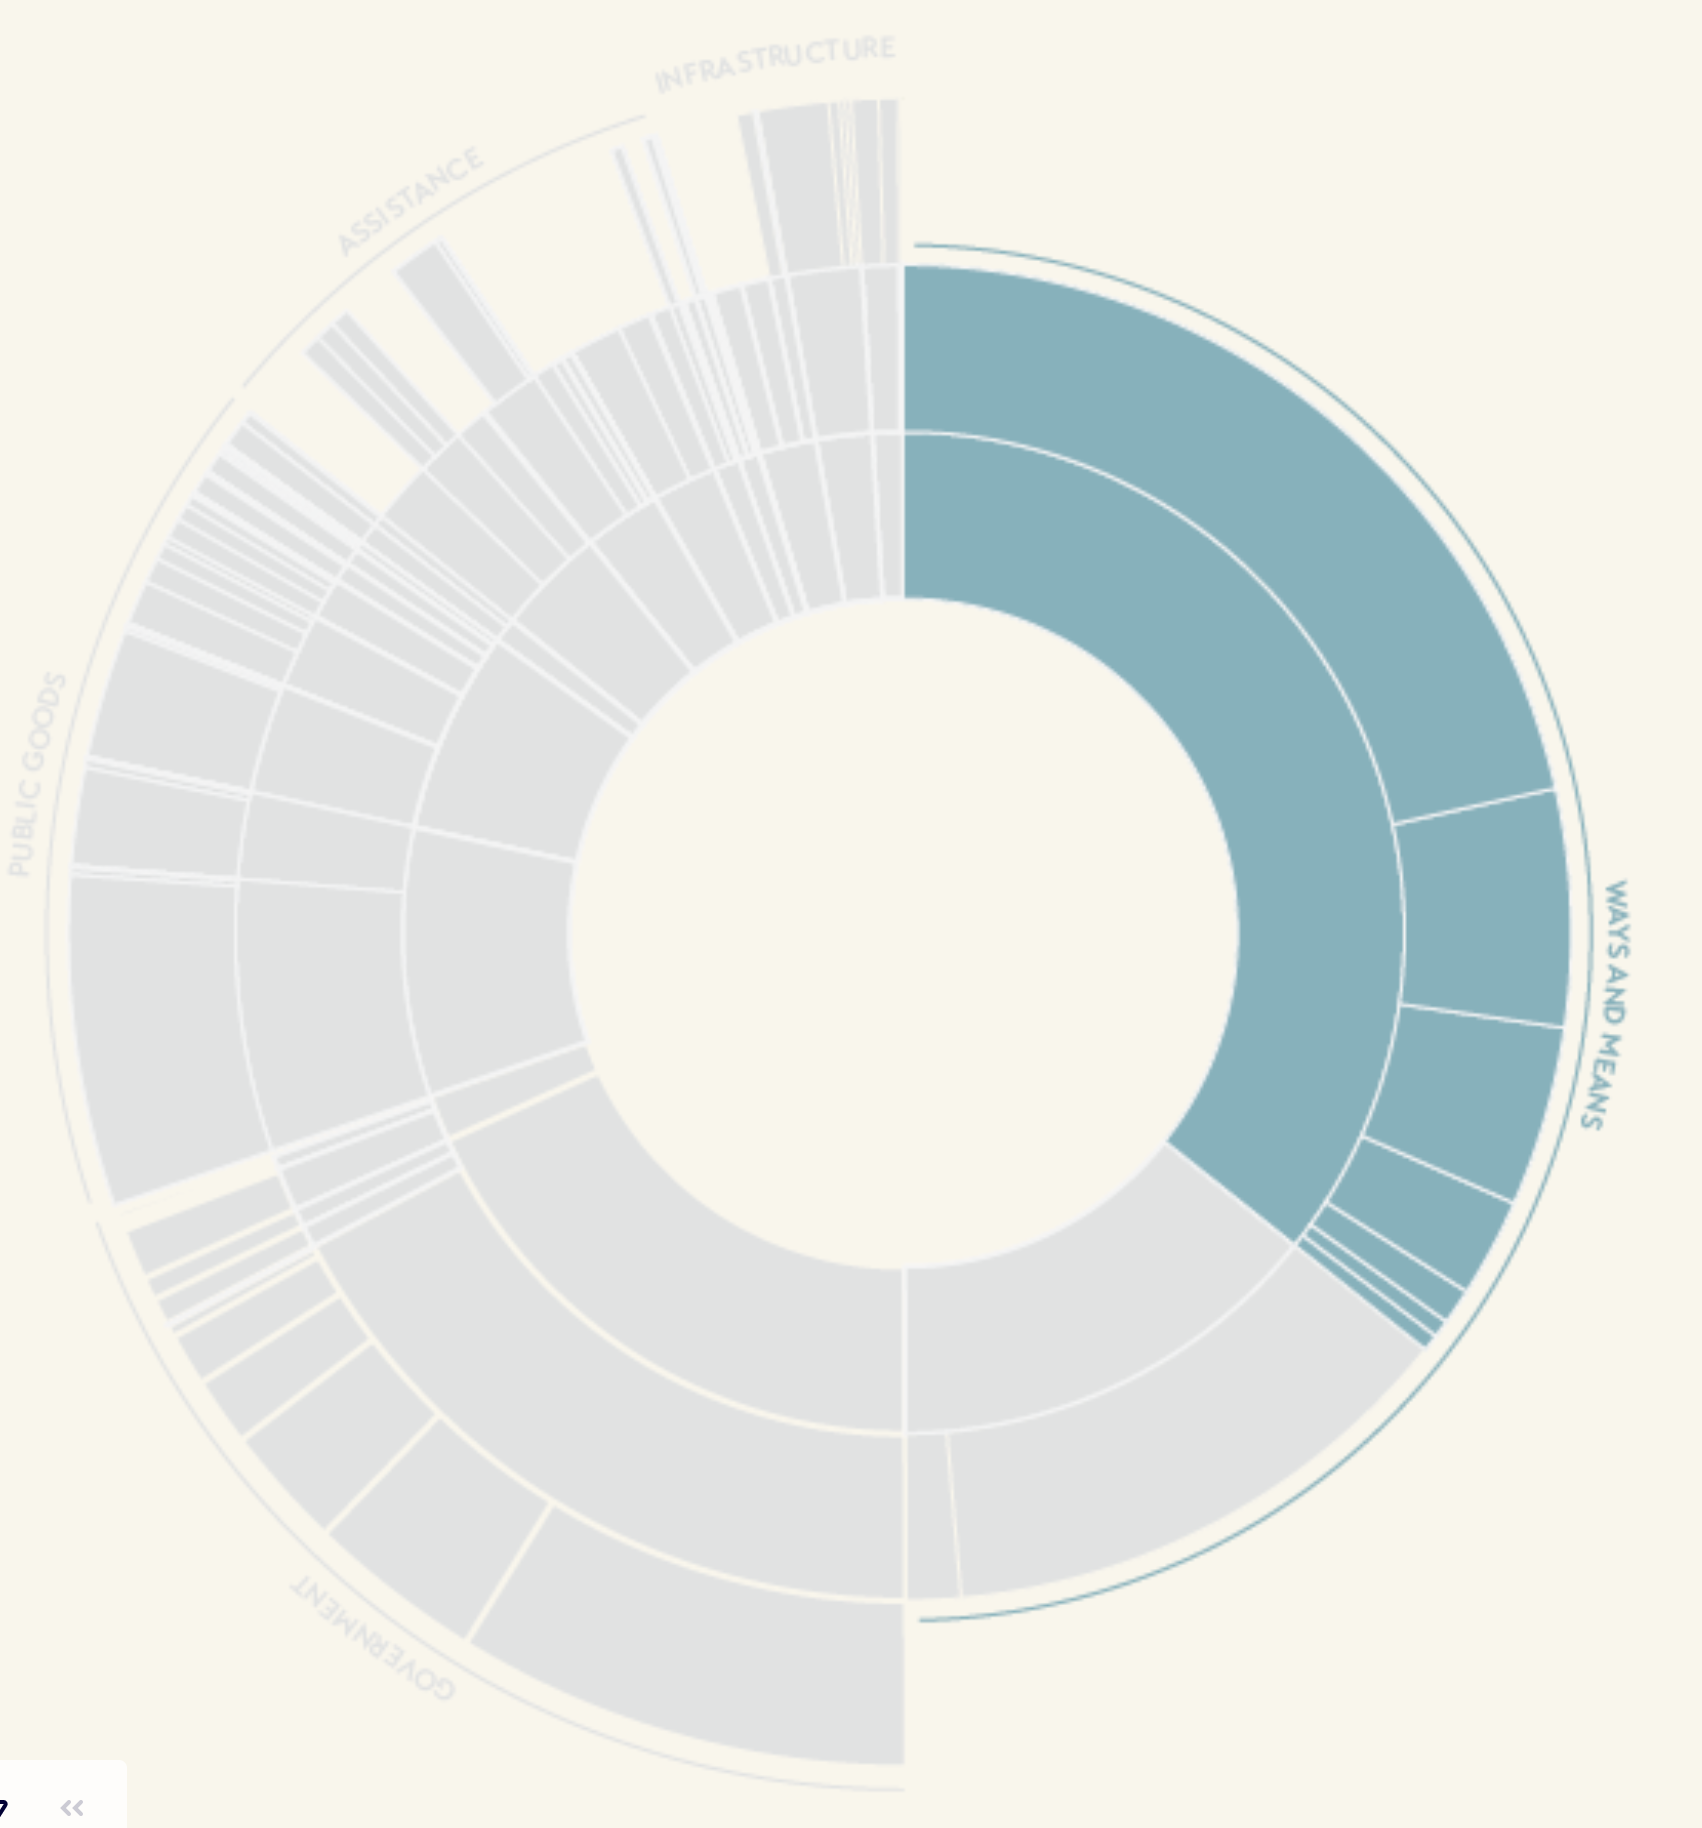 INFRASTRUCTURE
ASSISTANCE
PUBLIC GOODS
WAYS AND MEANS
GOVERNMENT
«